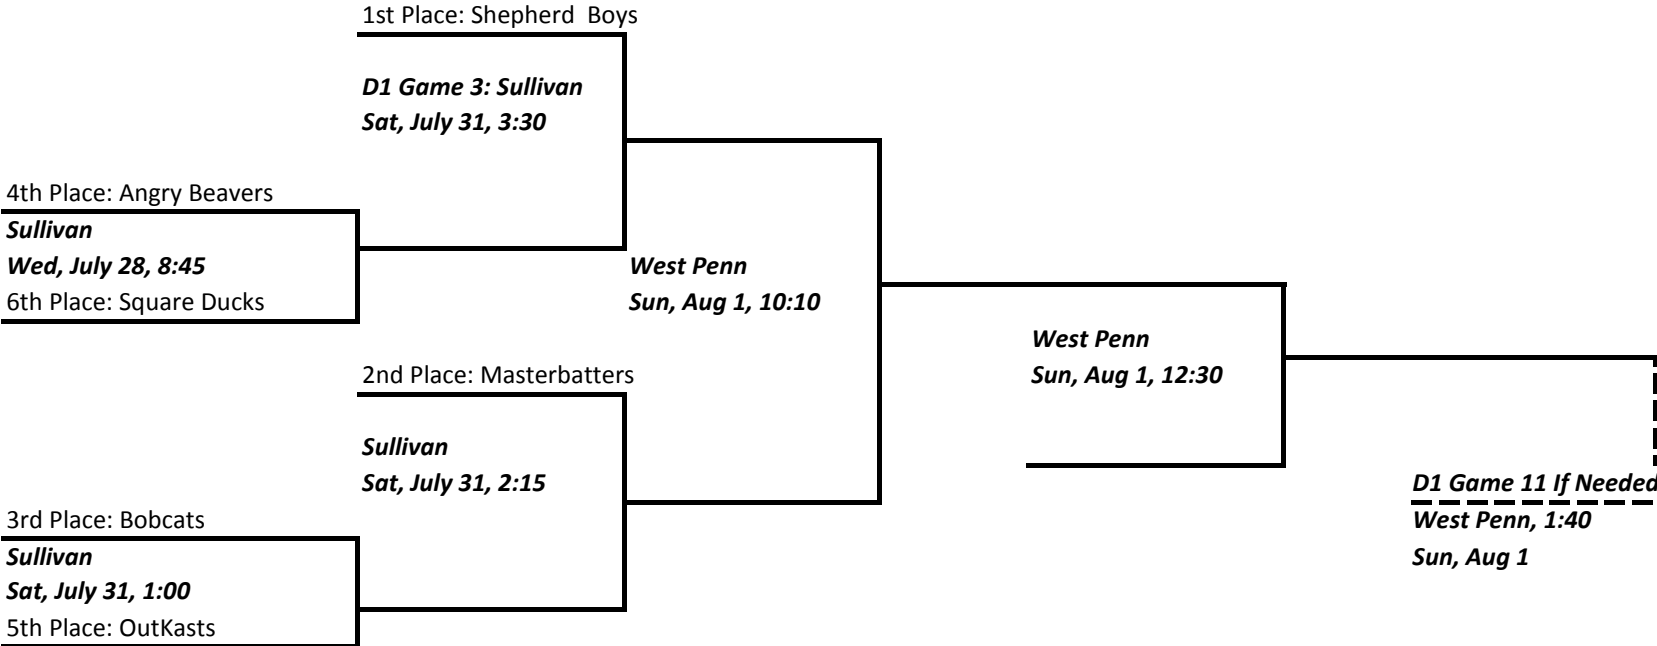 1st Place: Shepherd  Boys
D1 Game 3: Sullivan
Sat, July 31, 3:30
4th Place: Angry Beavers
Sullivan
Wed, July 28, 8:45
6th Place: Square Ducks
West Penn
Sun, Aug 1, 10:10
West Penn
Sun, Aug 1, 12:30
2nd Place: Masterbatters
Sullivan
Sat, July 31, 2:15
3rd Place: Bobcats
Sullivan
Sat, July 31, 1:00
5th Place: OutKasts
D1 Game 11 If Needed
West Penn, 1:40
Sun, Aug 1